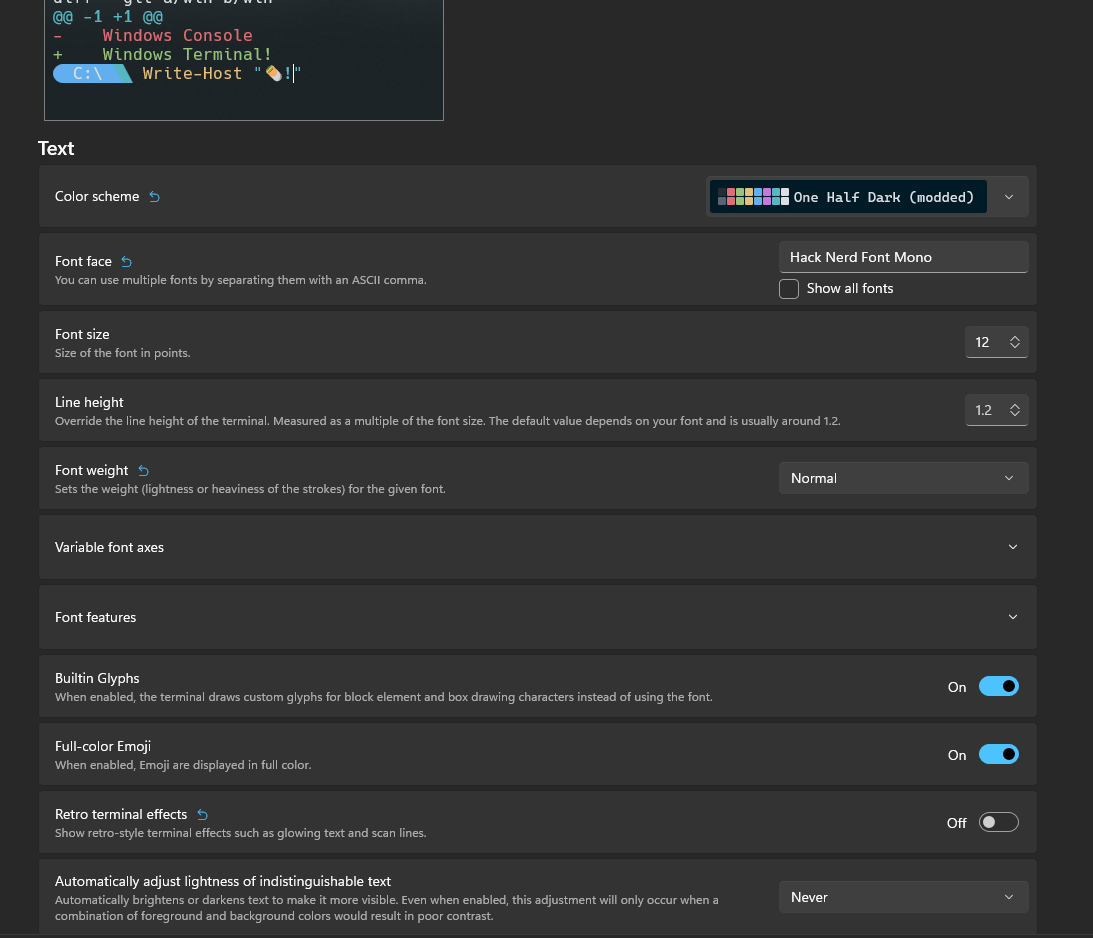 @@ -1 +1 @@
-    Windows Console
+    Windows Terminal!
C:\ Write-Host "🌯!"
Text
Color scheme
One Half Dark (modded)
Font face
You can use multiple fonts by separating them with an ASCII comma.
Hack Nerd Font Mono
Show all fonts
Font size
Size of the font in points.
12
Line height
Override the line height of the terminal. Measured as a multiple of the font size. The default value depends on your font and is usually around 1.2.
1.2
Font weight
Sets the weight (lightness or heaviness of the strokes) for the given font.
Normal
Variable font axes
Font features
Builtin Glyphs
When enabled, the terminal draws custom glyphs for block element and box drawing characters instead of using the font.
On
Full-color Emoji
When enabled, Emoji are displayed in full color.
On
Retro terminal effects
Show retro-style terminal effects such as glowing text and scan lines.
Off
Automatically adjust lightness of indistinguishable text
Automatically brightens or darkens text to make it more visible. Even when enabled, this adjustment will only occur when a
combination of foreground and background colors would result in poor contrast.
Never